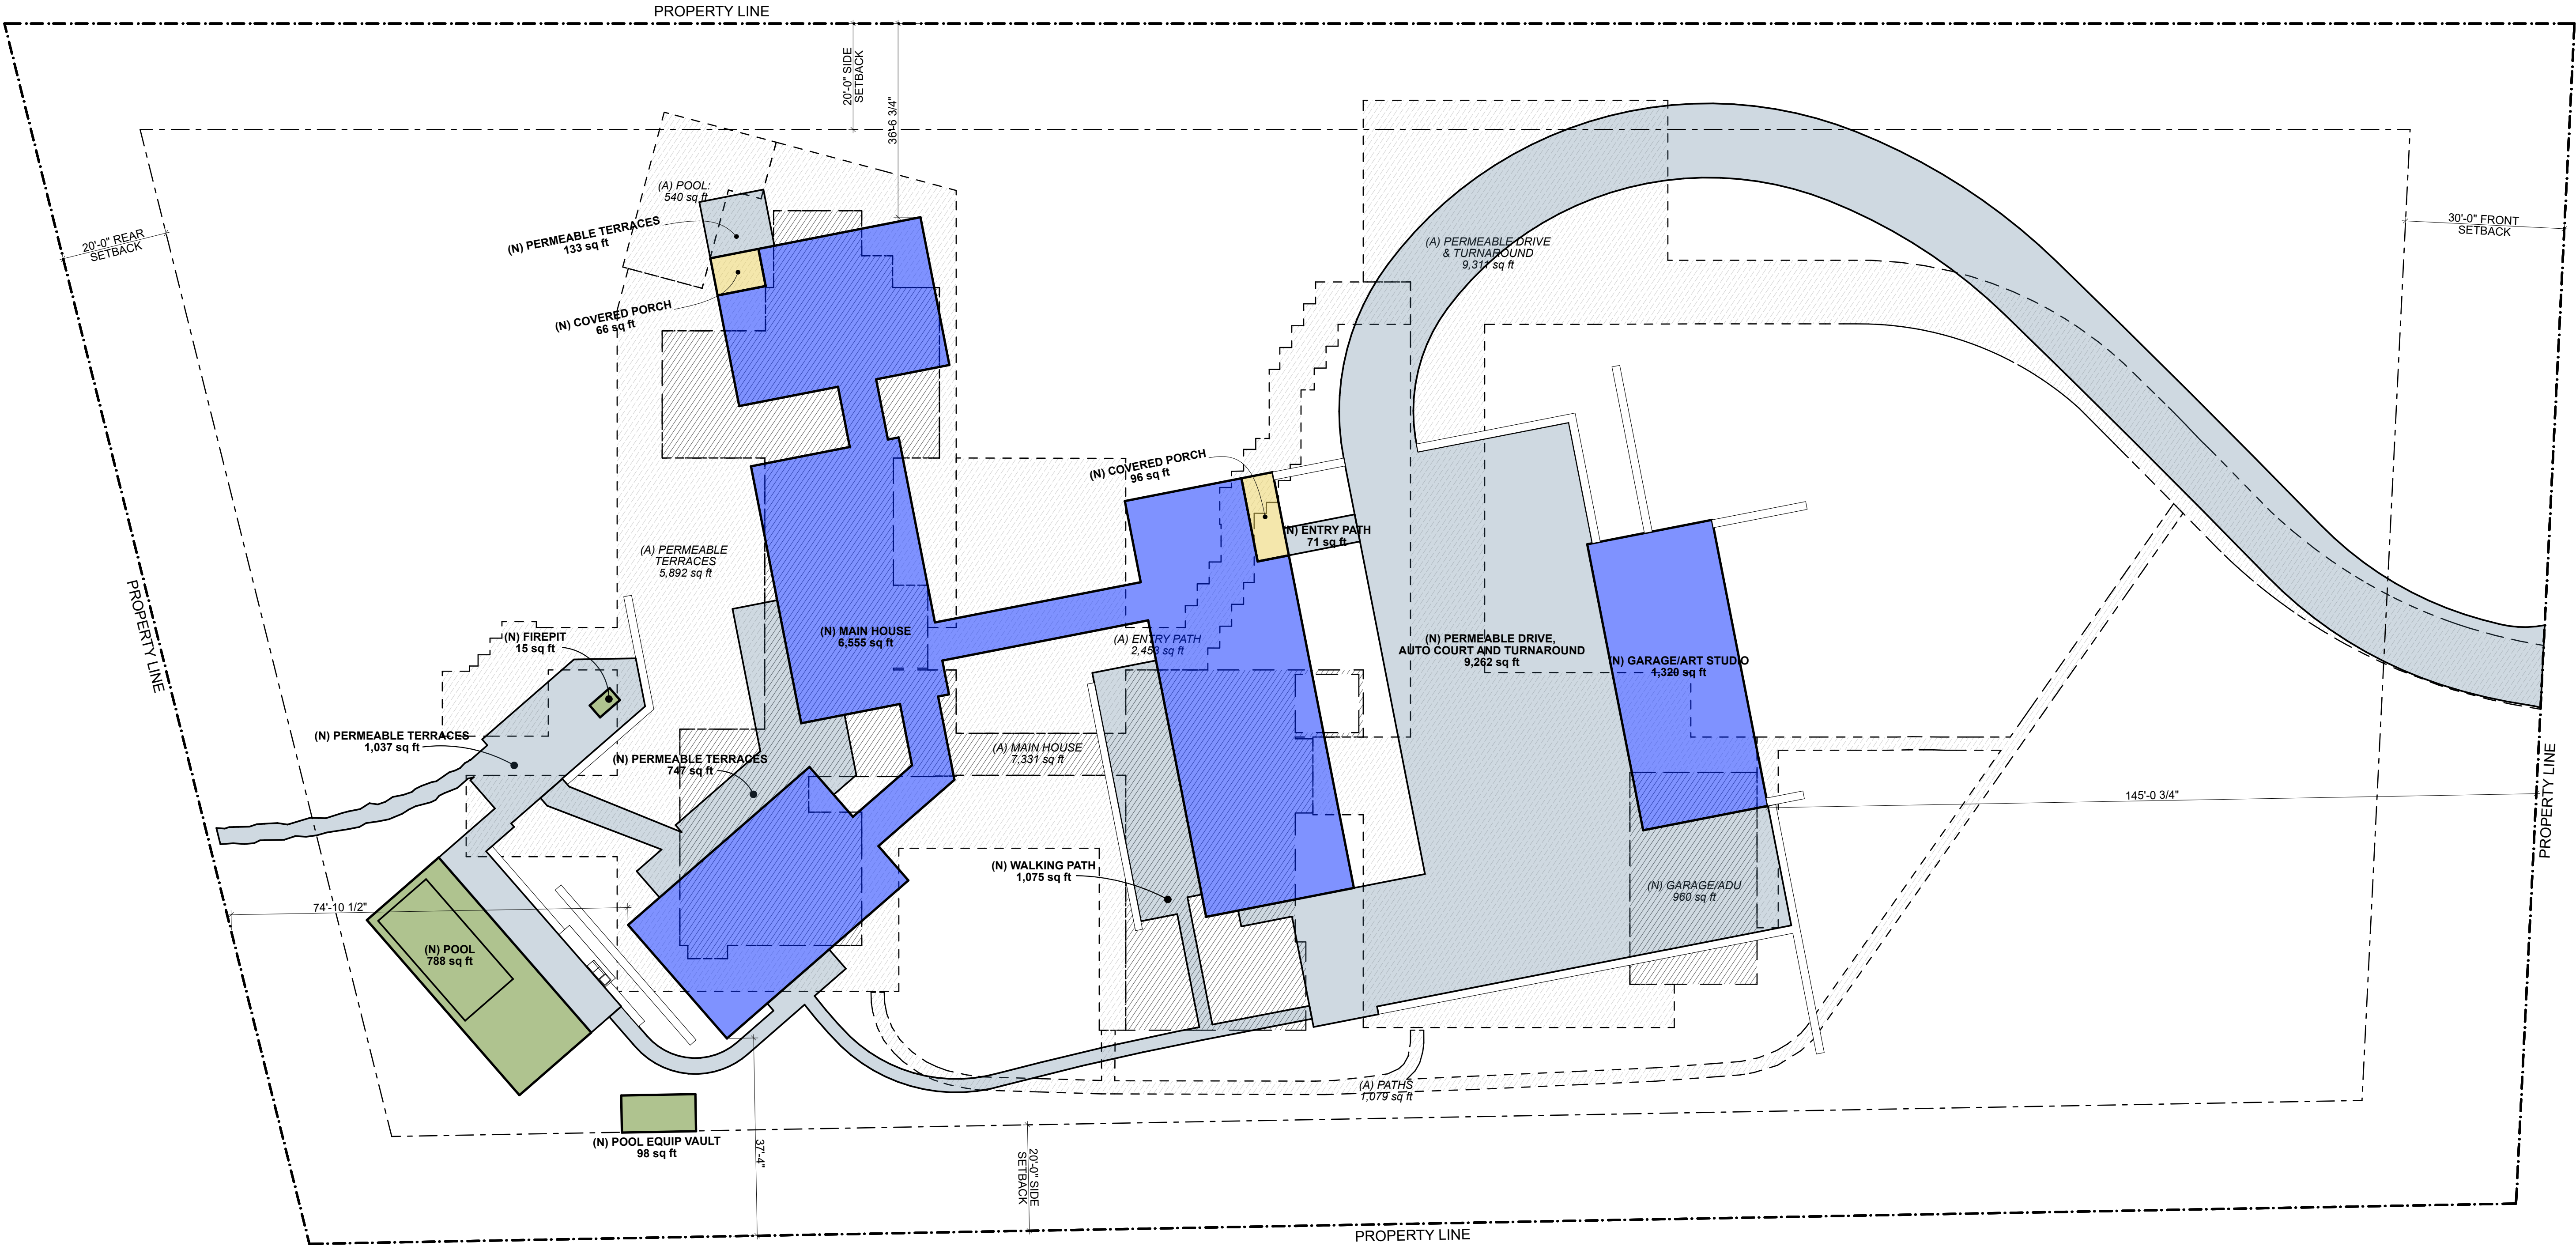 PROPERTY LINE
20'-0" SIDE
SETBACK
36'-6 3/4"
(A) POOL:
540 sq ft
(N) PERMEABLE TERRACES
133 sq ft
20'-0" REAR
SETBACK
30'-0" FRONT
SETBACK
(A) PERMEABLE DRIVE
& TURNAROUND
9,311 sq ft
(N) COVERED PORCH
66 sq ft
(N) COVERED PORCH
96 sq ft
(N) ENTRY PATH
71 sq ft
(A) PERMEABLE
TERRACES
5,892 sq ft
PROPERTY LINE
(N) FIREPIT
15 sq ft
(N) MAIN HOUSE
6,555 sq ft
(A) ENTRY PATH
2,453 sq ft
(N) PERMEABLE DRIVE,
AUTO COURT AND TURNAROUND
9,262 sq ft
(N) GARAGE/ART STUDIO
1,320 sq ft
(N) PERMEABLE TERRACES
1,037 sq ft
(N) PERMEABLE TERRACES
747 sq ft
(A) MAIN HOUSE
7,331 sq ft
145'-0 3/4"
PROPERTY LINE
(N) WALKING PATH
1,075 sq ft
(N) GARAGE/ADU
960 sq ft
74'-10 1/2"
(N) POOL
788 sq ft
(A) PATHS
1,079 sq ft
(N) POOL EQUIP VAULT
98 sq ft
37'-4"
20'-0" SIDE
SETBACK
PROPERTY LINE